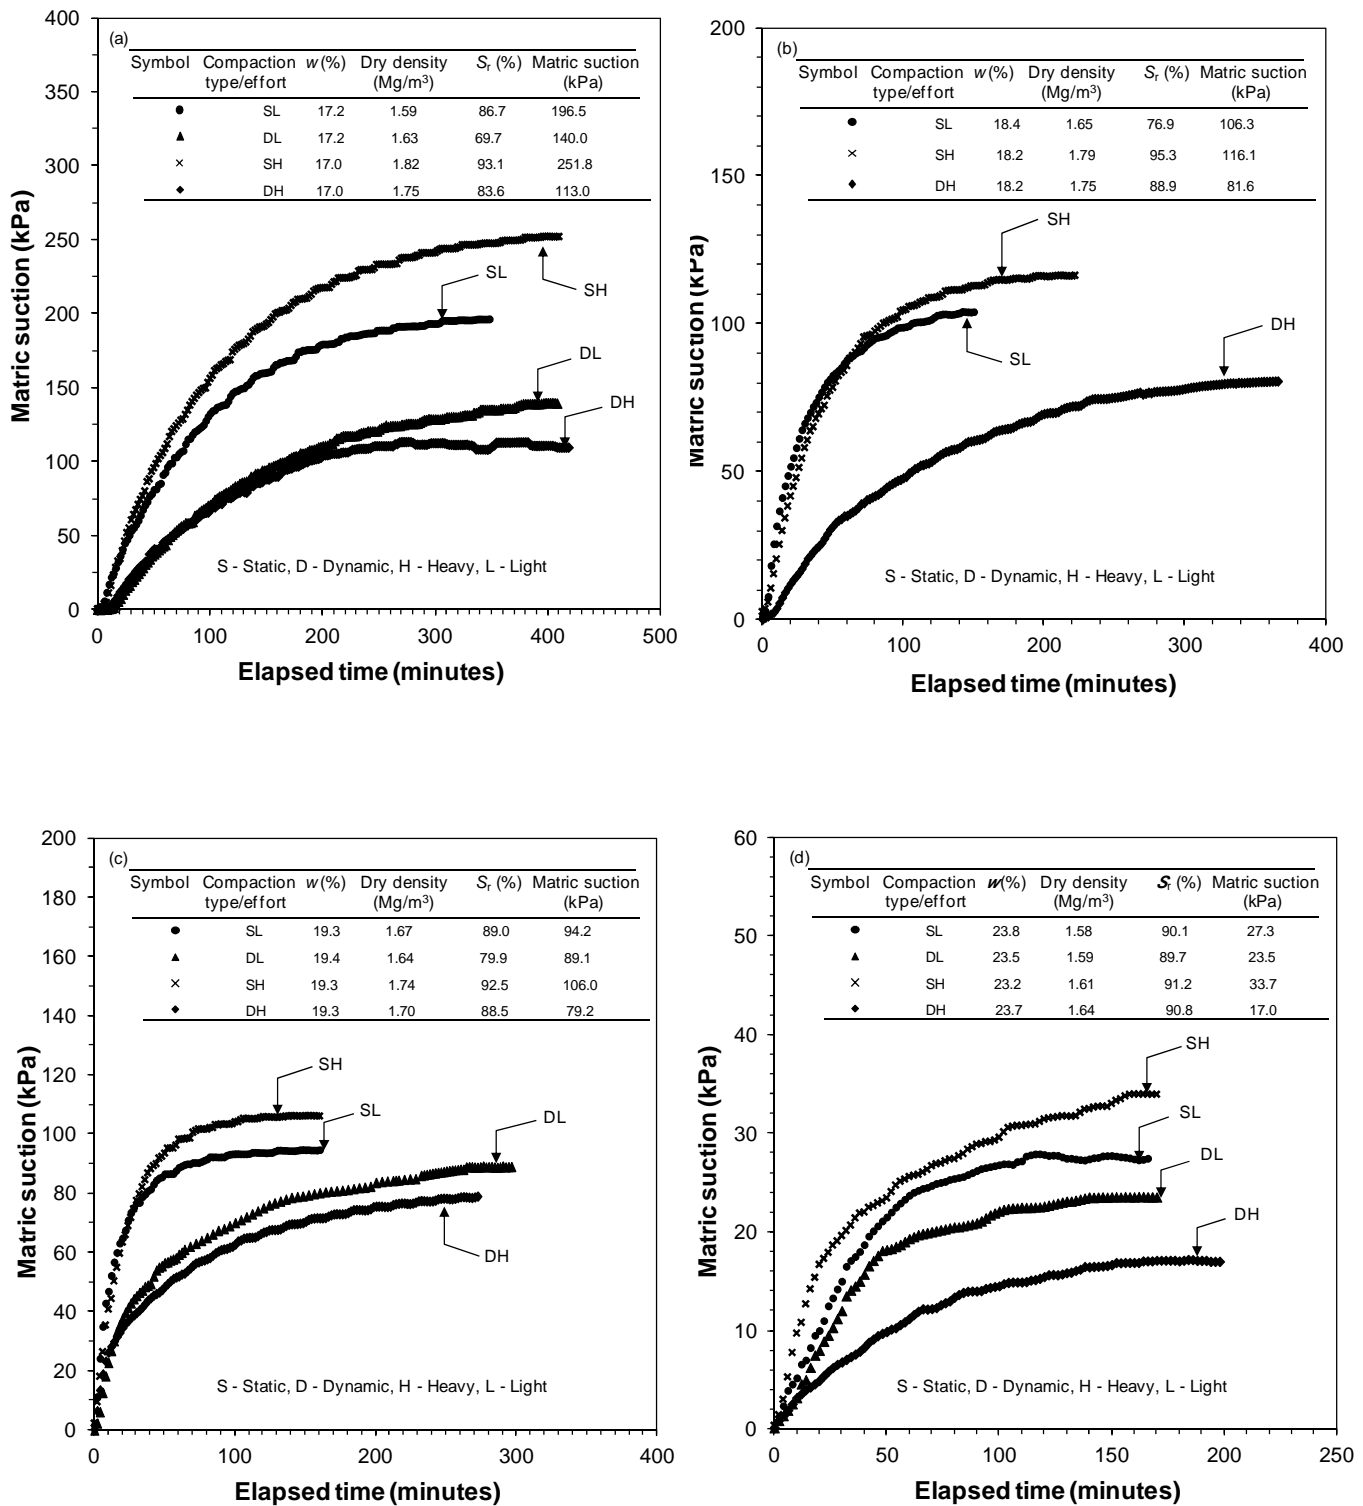 (a)
Symbol Compaction w (%) Dry density Sr (%) Matric suction
type/effort (Mg/m³) (kPa)
SL 17.2 1.59 86.7 196.5
DL 17.2 1.63 69.7 140.0
SH 17.0 1.82 93.1 251.8
DH 17.0 1.75 83.6 113.0
400
350
300
250
200
150
100
50
0
Matric suction (kPa)
SL
SH
DL
DH
S - Static, D - Dynamic, H - Heavy, L - Light
0 100 200 300 400 500
Elapsed time (minutes)
(b)
Symbol Compaction w (%) Dry density Sr (%) Matric suction
type/effort (Mg/m³) (kPa)
SL 18.4 1.65 76.9 106.3
SH 18.2 1.79 95.3 116.1
DH 18.2 1.75 88.9 81.6
200
150
100
50
0
Matric suction (kPa)
SH
DH
SL
S - Static, D - Dynamic, H - Heavy, L - Light
0 100 200 300 400
Elapsed time (minutes)
(c)
Symbol Compaction w (%) Dry density Sr (%) Matric suction
type/effort (Mg/m³) (kPa)
SL 19.3 1.67 89.0 94.2
DL 19.4 1.64 79.9 89.1
SH 19.3 1.74 92.5 106.0
DH 19.3 1.70 88.5 79.2
200
180
160
140
120
100
80
60
40
20
0
Matric suction (kPa)
SH
SL
DL
DH
S - Static, D - Dynamic, H - Heavy, L - Light
0 100 200 300 400
Elapsed time (minutes)
(d)
Symbol Compaction w(%) Dry density Sr (%) Matric suction
type/effort (Mg/m³) (kPa)
SL 23.8 1.58 90.1 27.3
DL 23.5 1.59 89.7 23.5
SH 23.2 1.61 91.2 33.7
DH 23.7 1.64 90.8 17.0
60
50
40
30
20
10
0
Matric suction (kPa)
SH
SL
DL
DH
S - Static, D - Dynamic, H - Heavy, L - Light
0 50 100 150 200 250
Elapsed time (minutes)